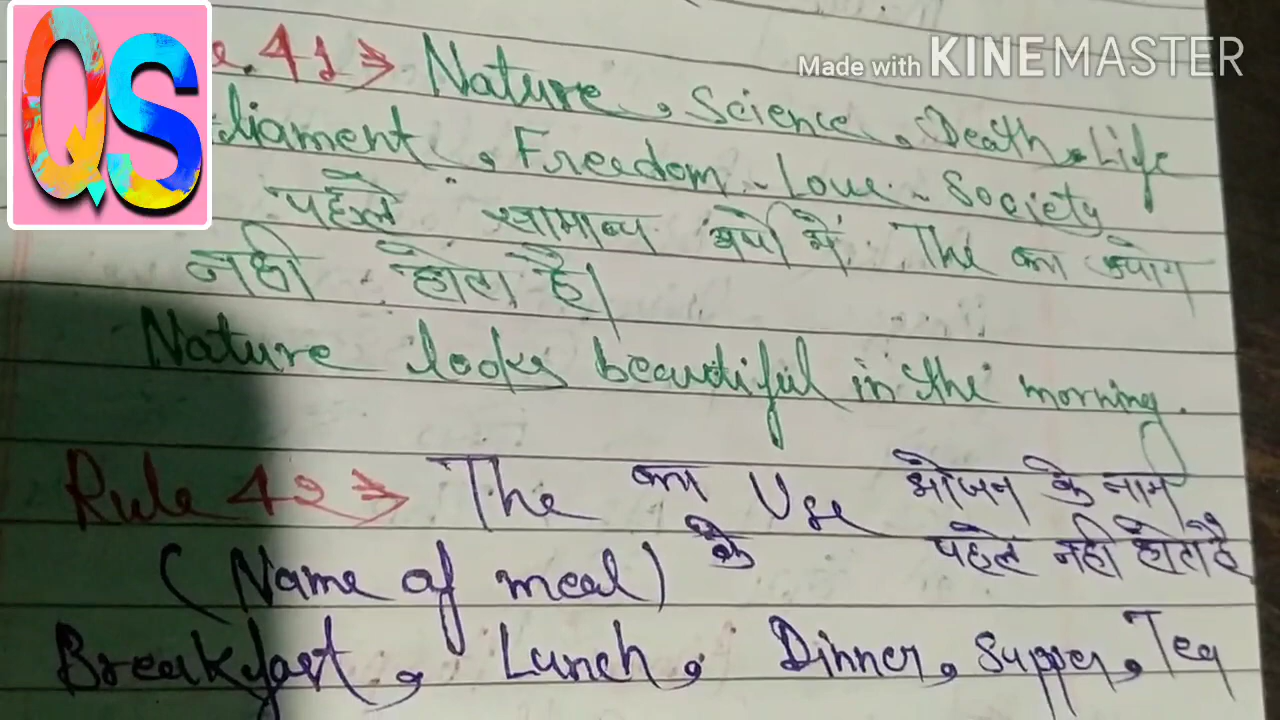 QS
Made with KINEMASTER
41 ⇒ Nature, Science, Death, Life
liament, Freedom, Love, Society
पहले सामान्य अर्थो में The का प्रयोग
नही होता है।
Nature looks beautiful in the morning.
Rule 42 ⇒ The का Use भोजन के नाम
(Name of meal) के पहले नही होता है
Breakfast, Lunch, Dinner, Supper, Tea